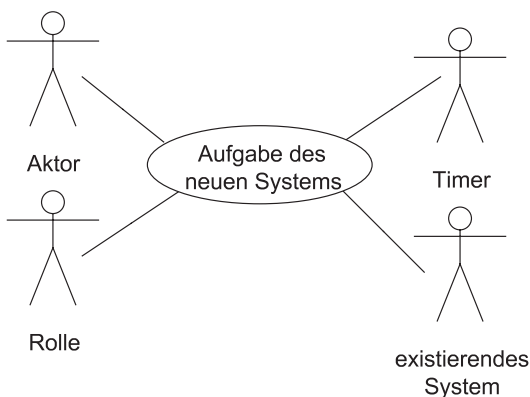 Aktor
Aufgabe des
neuen Systems
Timer
Rolle
existierendes
System